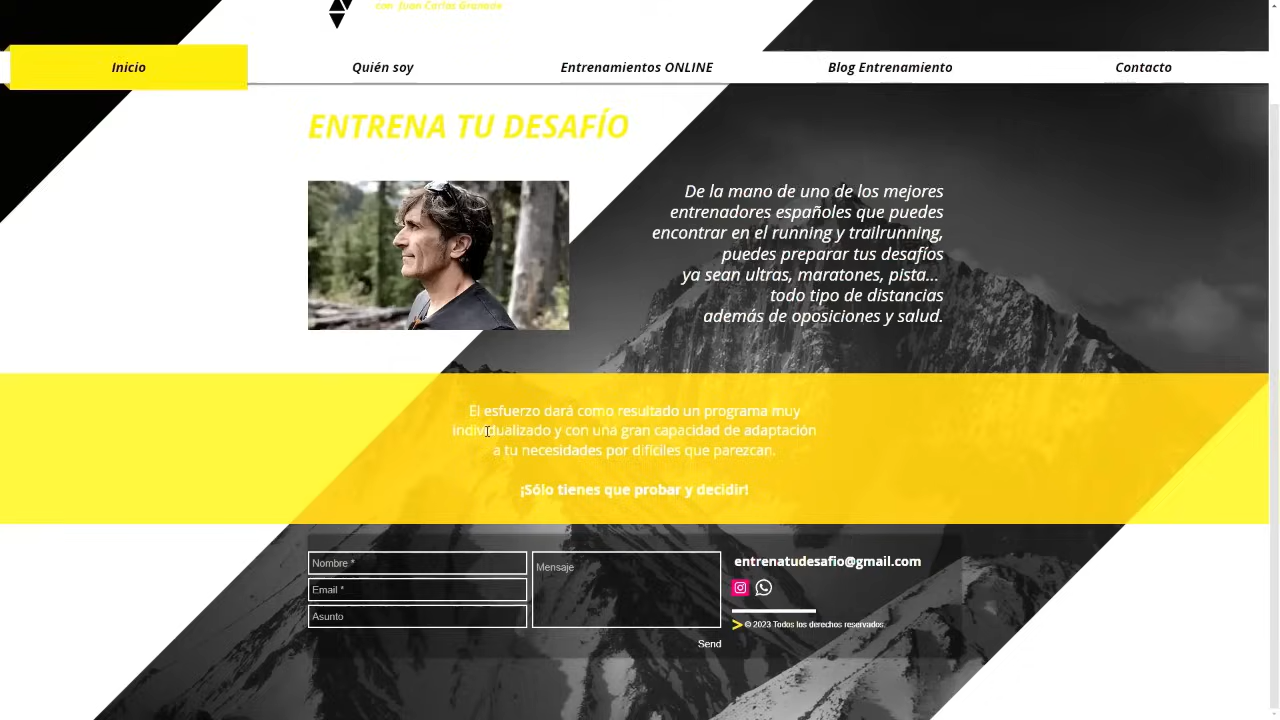 con Juan Carlos Granado
Inicio
Quién soy
Entrenamientos ONLINE
Blog Entrenamiento
Contacto
ENTRENA TU DESAFÍO
De la mano de uno de los mejores
entrenadores españoles que puedes
encontrar en el running y trailrunning,
puedes preparar tus desafíos
ya sean ultras, maratones, pista...
todo tipo de distancias
además de oposiciones y salud.
El esfuerzo dará como resultado un programa muy
individualizado y con una gran capacidad de adaptación
a tu necesidades por difíciles que parezcan.
¡Sólo tienes que probar y decidir!
Nombre *
Email *
Asunto
Mensaje
Send
entrenatudesafio@gmail.com
© 2023 Todos los derechos reservados.